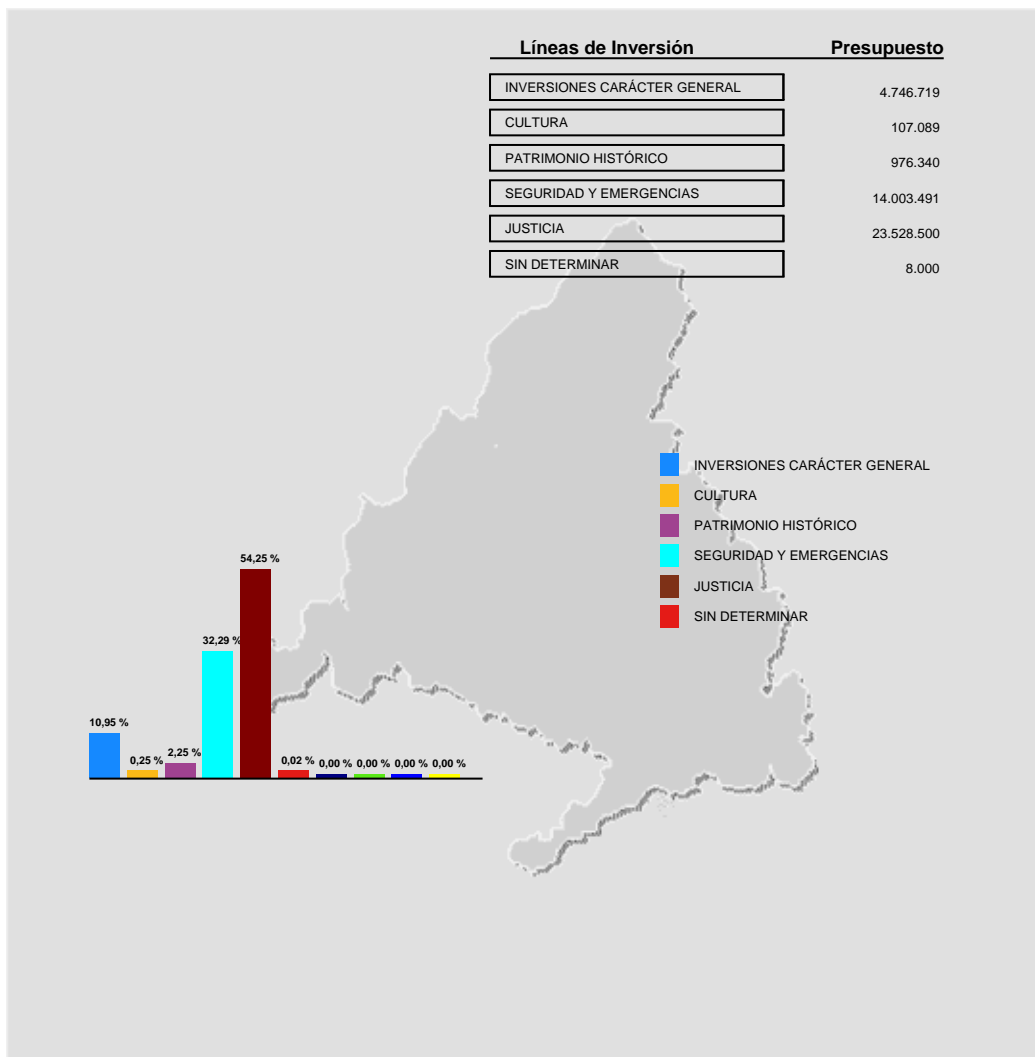 Líneas de Inversión Presupuesto
INVERSIONES CARÁCTER GENERAL 4.746.719
CULTURA 107.089
PATRIMONIO HISTÓRICO 976.340
SEGURIDAD Y EMERGENCIAS 14.003.491
JUSTICIA 23.528.500
SIN DETERMINAR 8.000
INVERSIONES CARÁCTER GENERAL
CULTURA
PATRIMONIO HISTÓRICO
SEGURIDAD Y EMERGENCIAS
JUSTICIA
SIN DETERMINAR
10,95 %
0,25 %
2,25 %
32,29 %
54,25 %
0,02 %
0,00 %
0,00 %
0,00 %
0,00 %